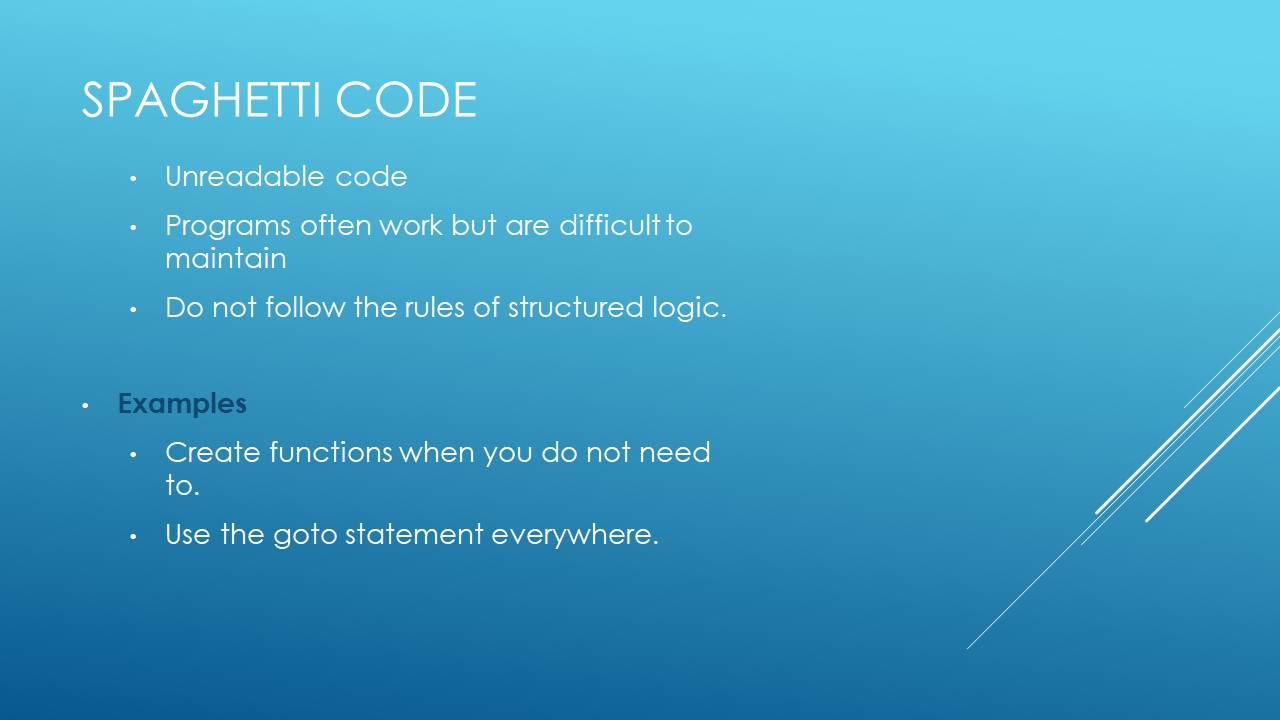 SPAGHETTI CODE
• Unreadable code
• Programs often work but are difficult to
maintain
• Do not follow the rules of structured logic.
• Examples
• Create functions when you do not need
to.
• Use the goto statement everywhere.